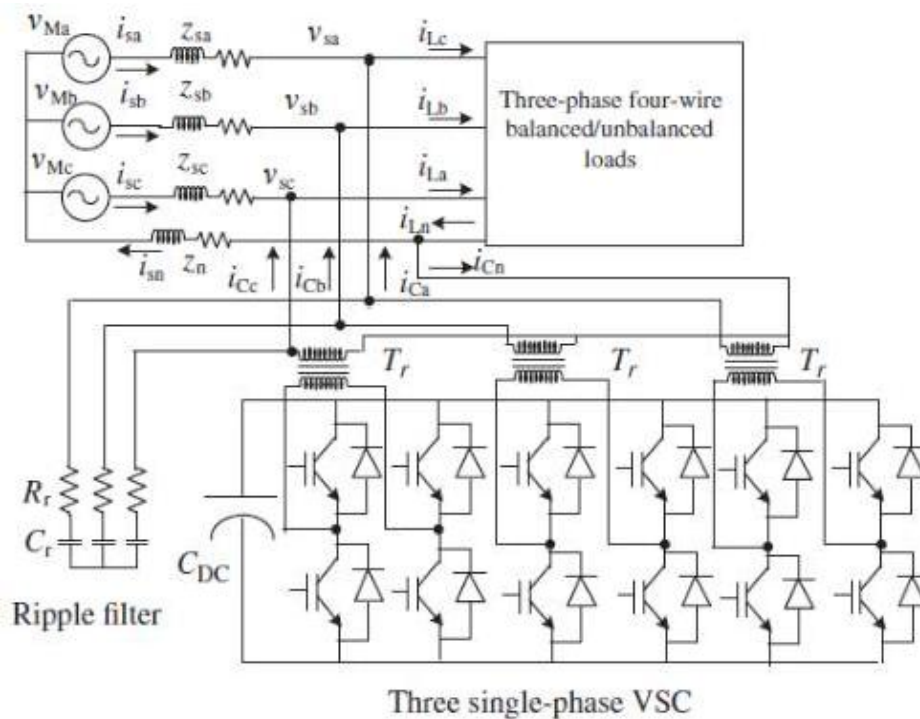 vMa isa zsa vsa iLc
vMb isb zsb vsb iLb
vMc isc zsc vsc iLa
Three-phase four-wire
balanced/unbalanced
loads
iLn
isn zn iCc iCb iCa iCn
Tr Tr Tr
Rr
Cr
CDC
Ripple filter
Three single-phase VSC